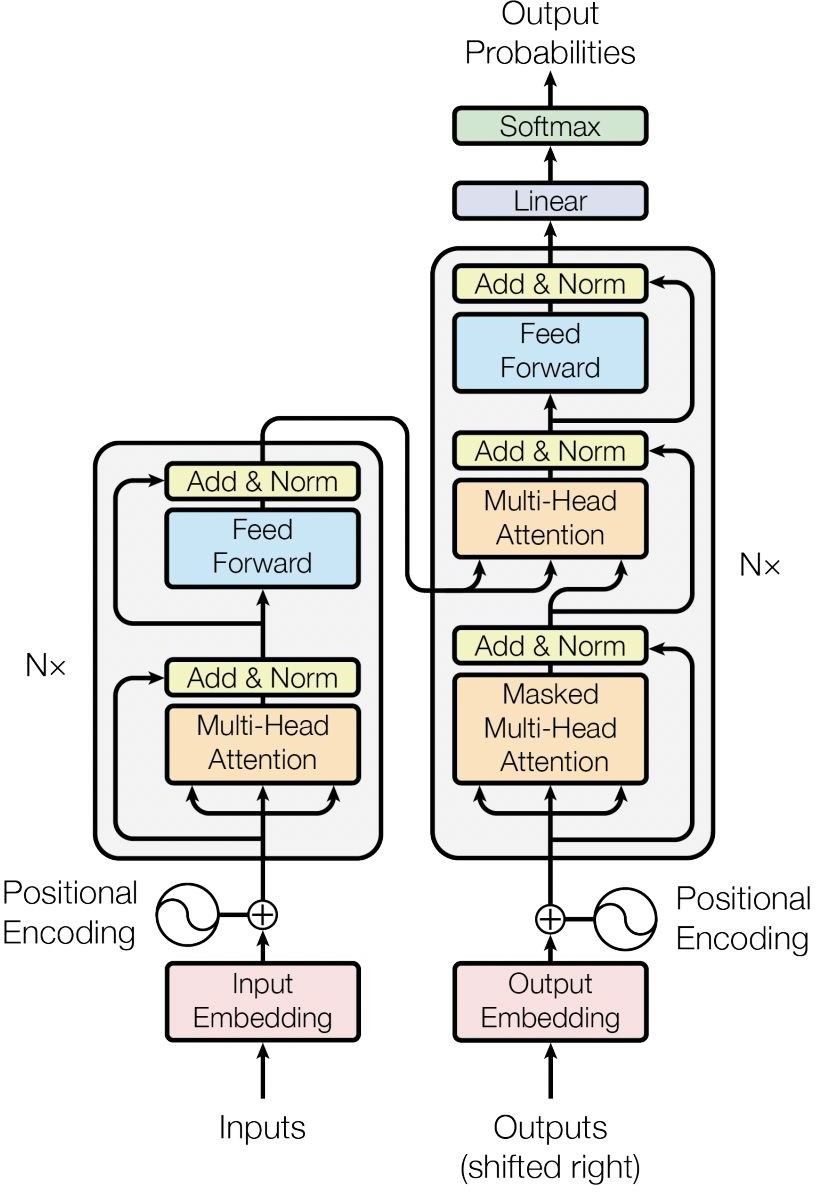 Output
Probabilities
Softmax
Linear
Add & Norm
Feed
Forward
Add & Norm
Multi-Head
Attention
Nx
Add & Norm
Masked
Multi-Head
Attention
Add & Norm
Feed
Forward
Nx
Add & Norm
Multi-Head
Attention
Positional
Encoding
Positional
Encoding
Input
Embedding
Output
Embedding
Inputs
Outputs
(shifted right)